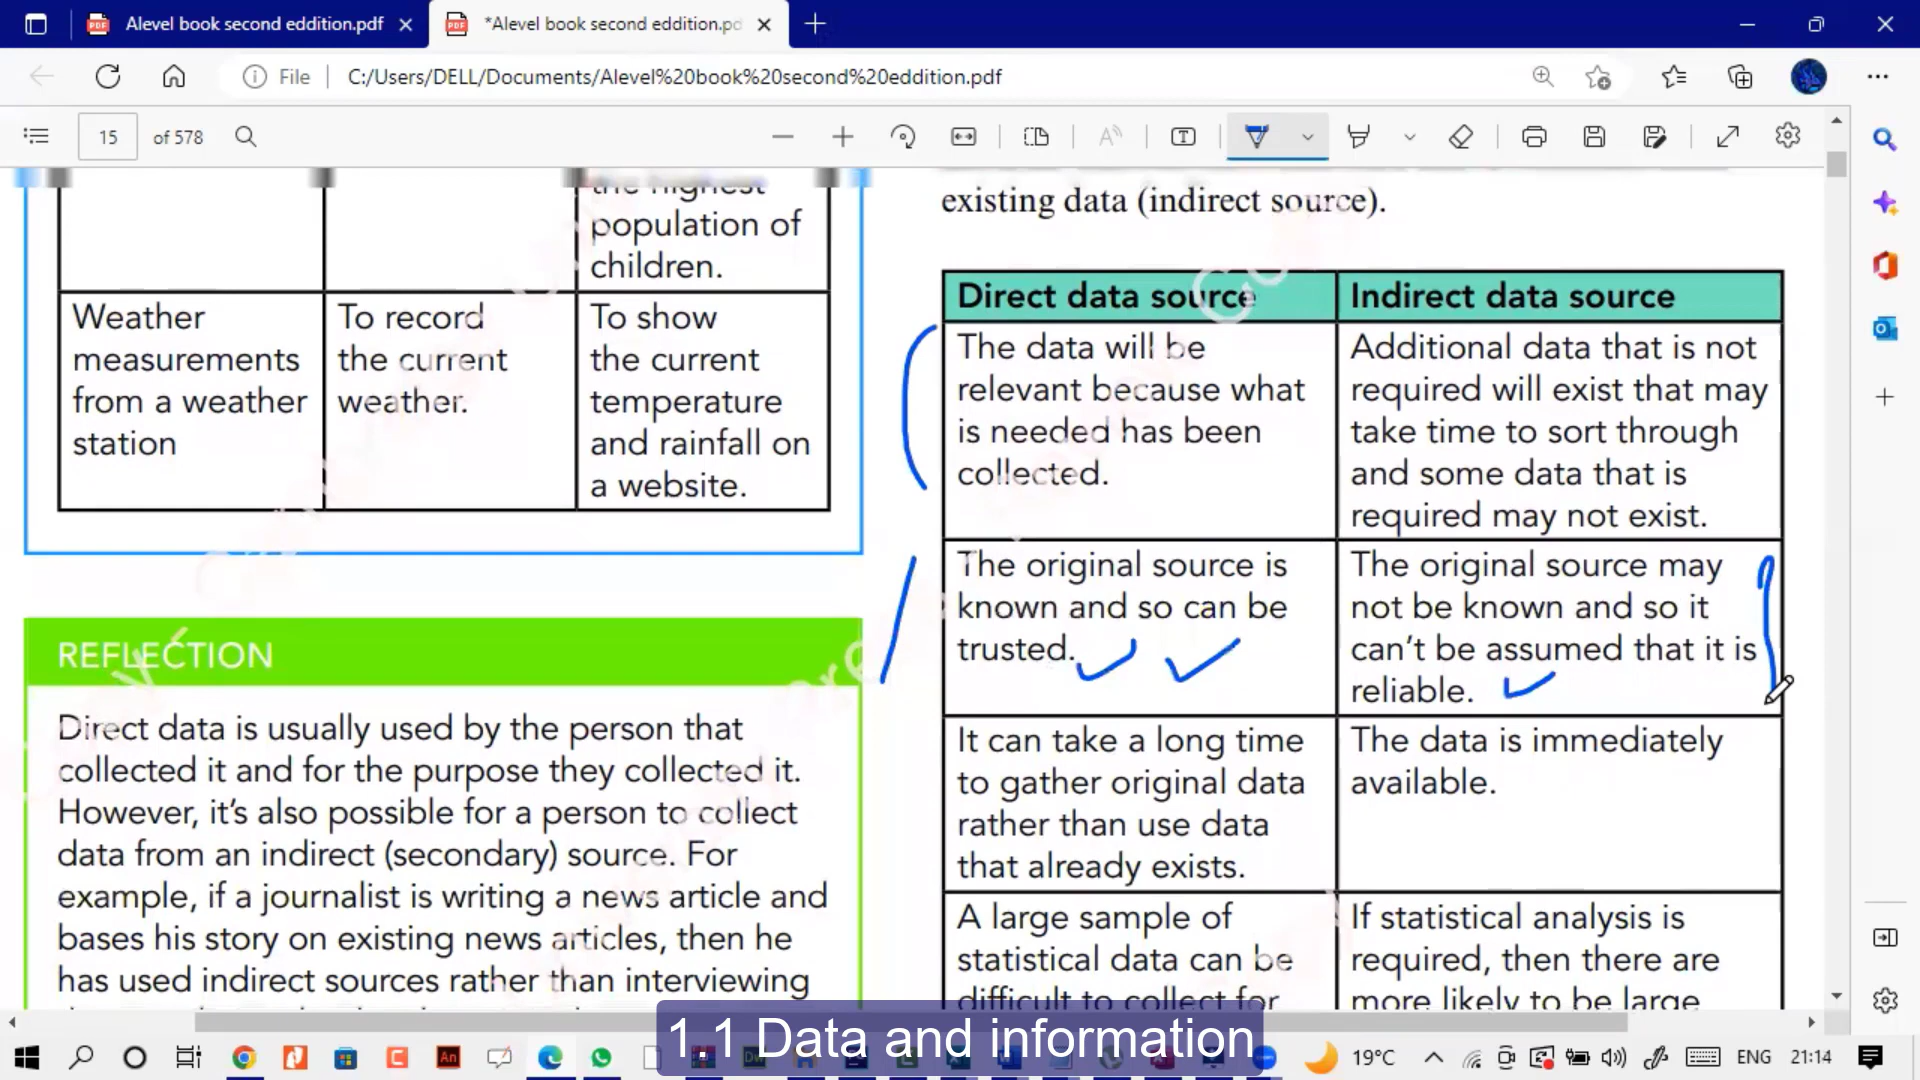 Alevel book second eddition.pdf
*Alevel book second eddition.pd
File
C:/Users/DELL/Documents/Alevel%20book%20second%20eddition.pdf
15 of 578
the highest
population of
children.
Weather
measurements
from a weather
station
To record
the current
weather.
To show
the current
temperature
and rainfall on
a website.
REFLECTION
Direct data is usually used by the person that
collected it and for the purpose they collected it.
However, it's also possible for a person to collect
data from an indirect (secondary) source. For
example, if a journalist is writing a news article and
bases his story on existing news articles, then he
has used indirect sources rather than interviewing
existing data (indirect source).
Direct data source
Indirect data source
The data will be
relevant because what
is needed has been
collected.
Additional data that is not
required will exist that may
take time to sort through
and some data that is
required may not exist.
The original source is
known and so can be
trusted.
The original source may
not be known and so it
can't be assumed that it is
reliable.
It can take a long time
to gather original data
rather than use data
that already exists.
The data is immediately
available.
A large sample of
statistical data can be
difficult to collect for
If statistical analysis is
required, then there are
more likely to be large
1.1 Data and information
19°C
ENG
21:14